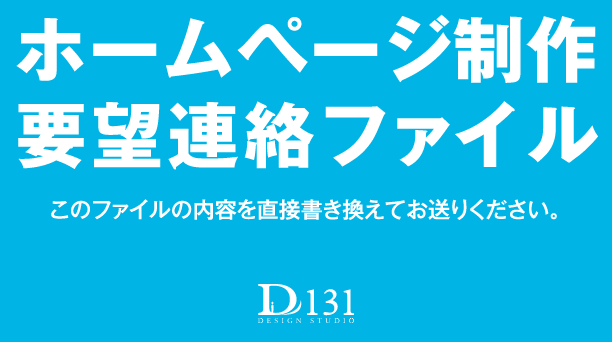 ホームページ制作
要望連絡ファイル
このファイルの内容を直接書き換えてお送りください。
Di131
DESIGN STUDIO